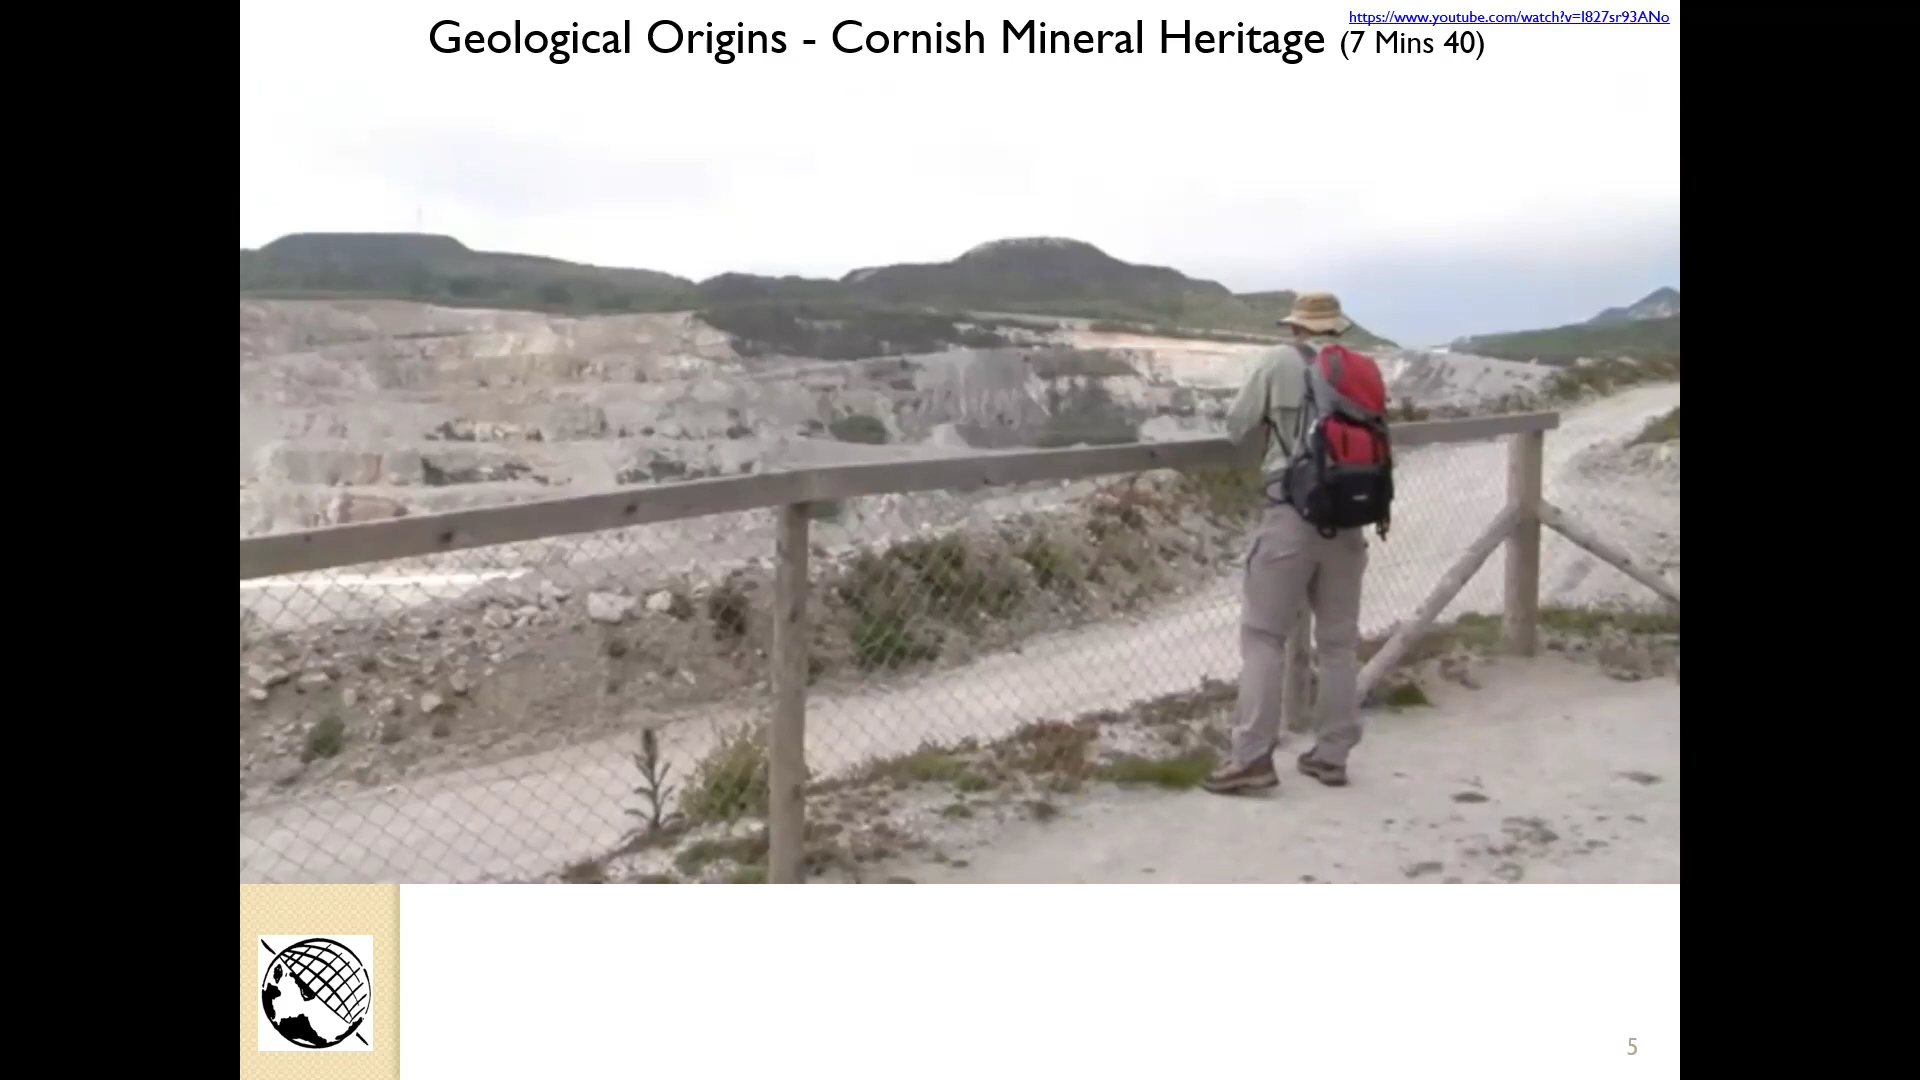 https://www.youtube.com/watch?v=I827sr93ANo
Geological Origins - Cornish Mineral Heritage (7 Mins 40)
5